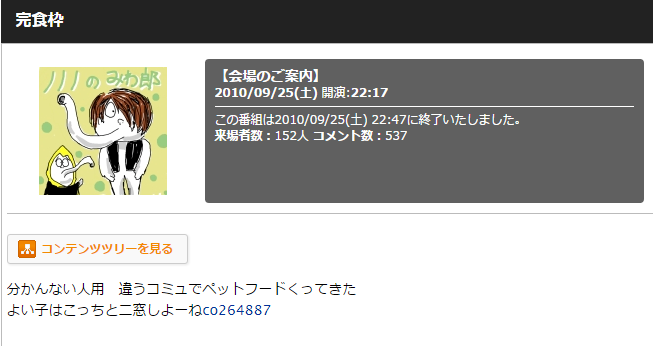 完食枠
ノノノの みわ郎
【会場のご案内】
2010/09/25(土) 開演:22:17
この番組は2010/09/25(土) 22:47に終了いたしました。
来場者数：152人 コメント数：537
コンテンツツリーを見る
分かんない人用　違うコミュでペットフードくってきた
よい子はこっちと二窓しよーねco264887